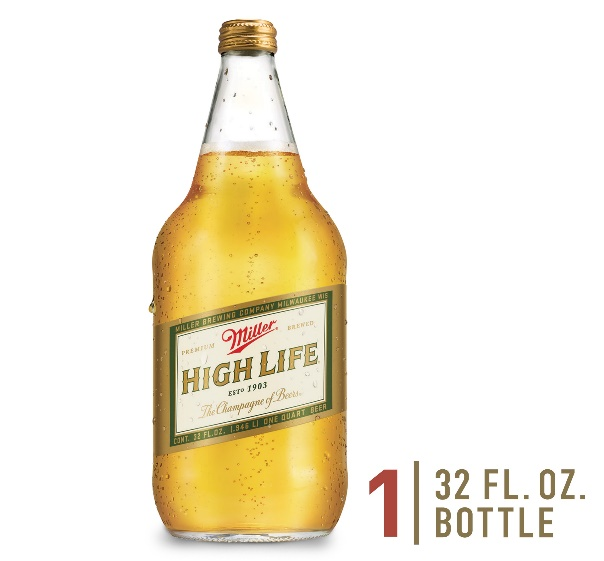 MILLER BREWING COMPANY MILWAUKEE WIS
PREMIUM Miller BREWED
HIGH LIFE
ESTD 1903
The Champagne of Beers
CONT. 32 FL.OZ. (.946 L) ONE QUART BEER
1 32 FL. OZ.
BOTTLE